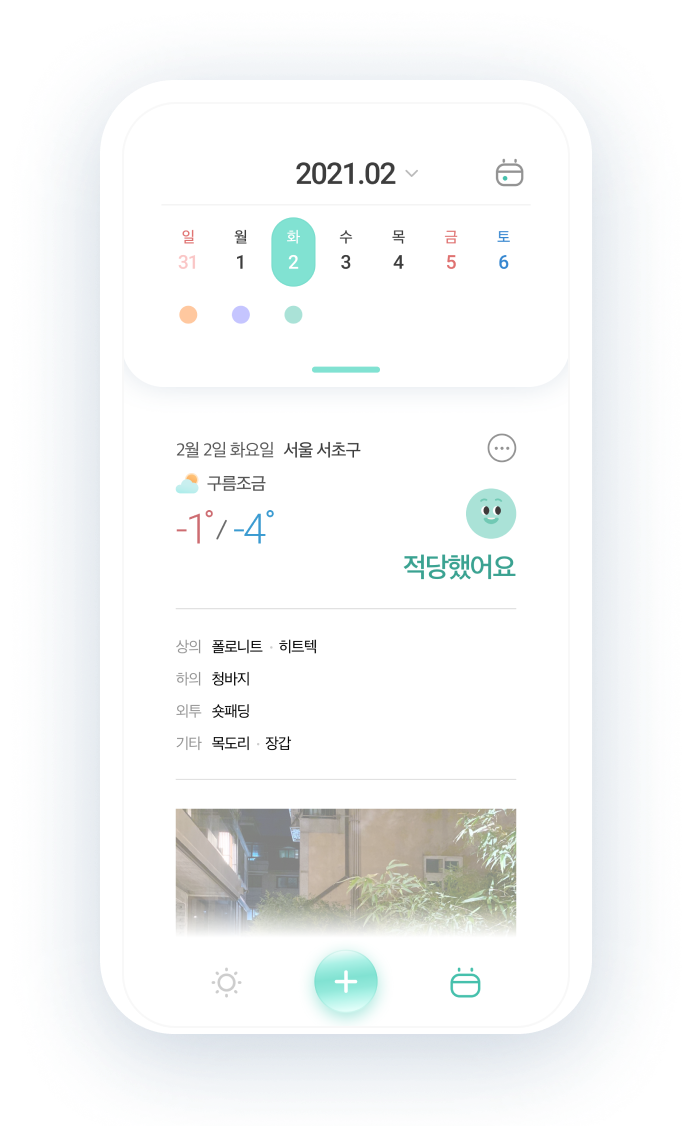 2021.02
일 월 화 수 목 금 토
31 1 2 3 4 5 6
2월 2일 화요일 서울 서초구
구름조금
-1° / -4°
적당했어요
상의 폴로니트 · 히트텍
하의 청바지
외투 숏패딩
기타 목도리 · 장갑